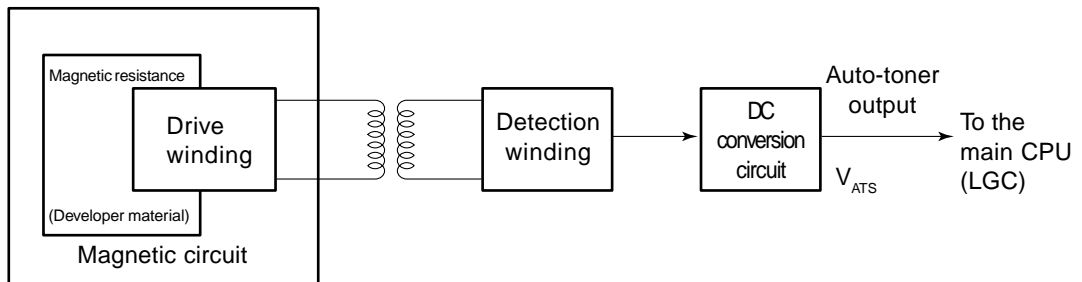 Magnetic resistance
Drive
winding
(Developer material)
Magnetic circuit
Detection
winding
DC
conversion
circuit
Auto-toner
output
V_ATS
To the
main CPU
(LGC)